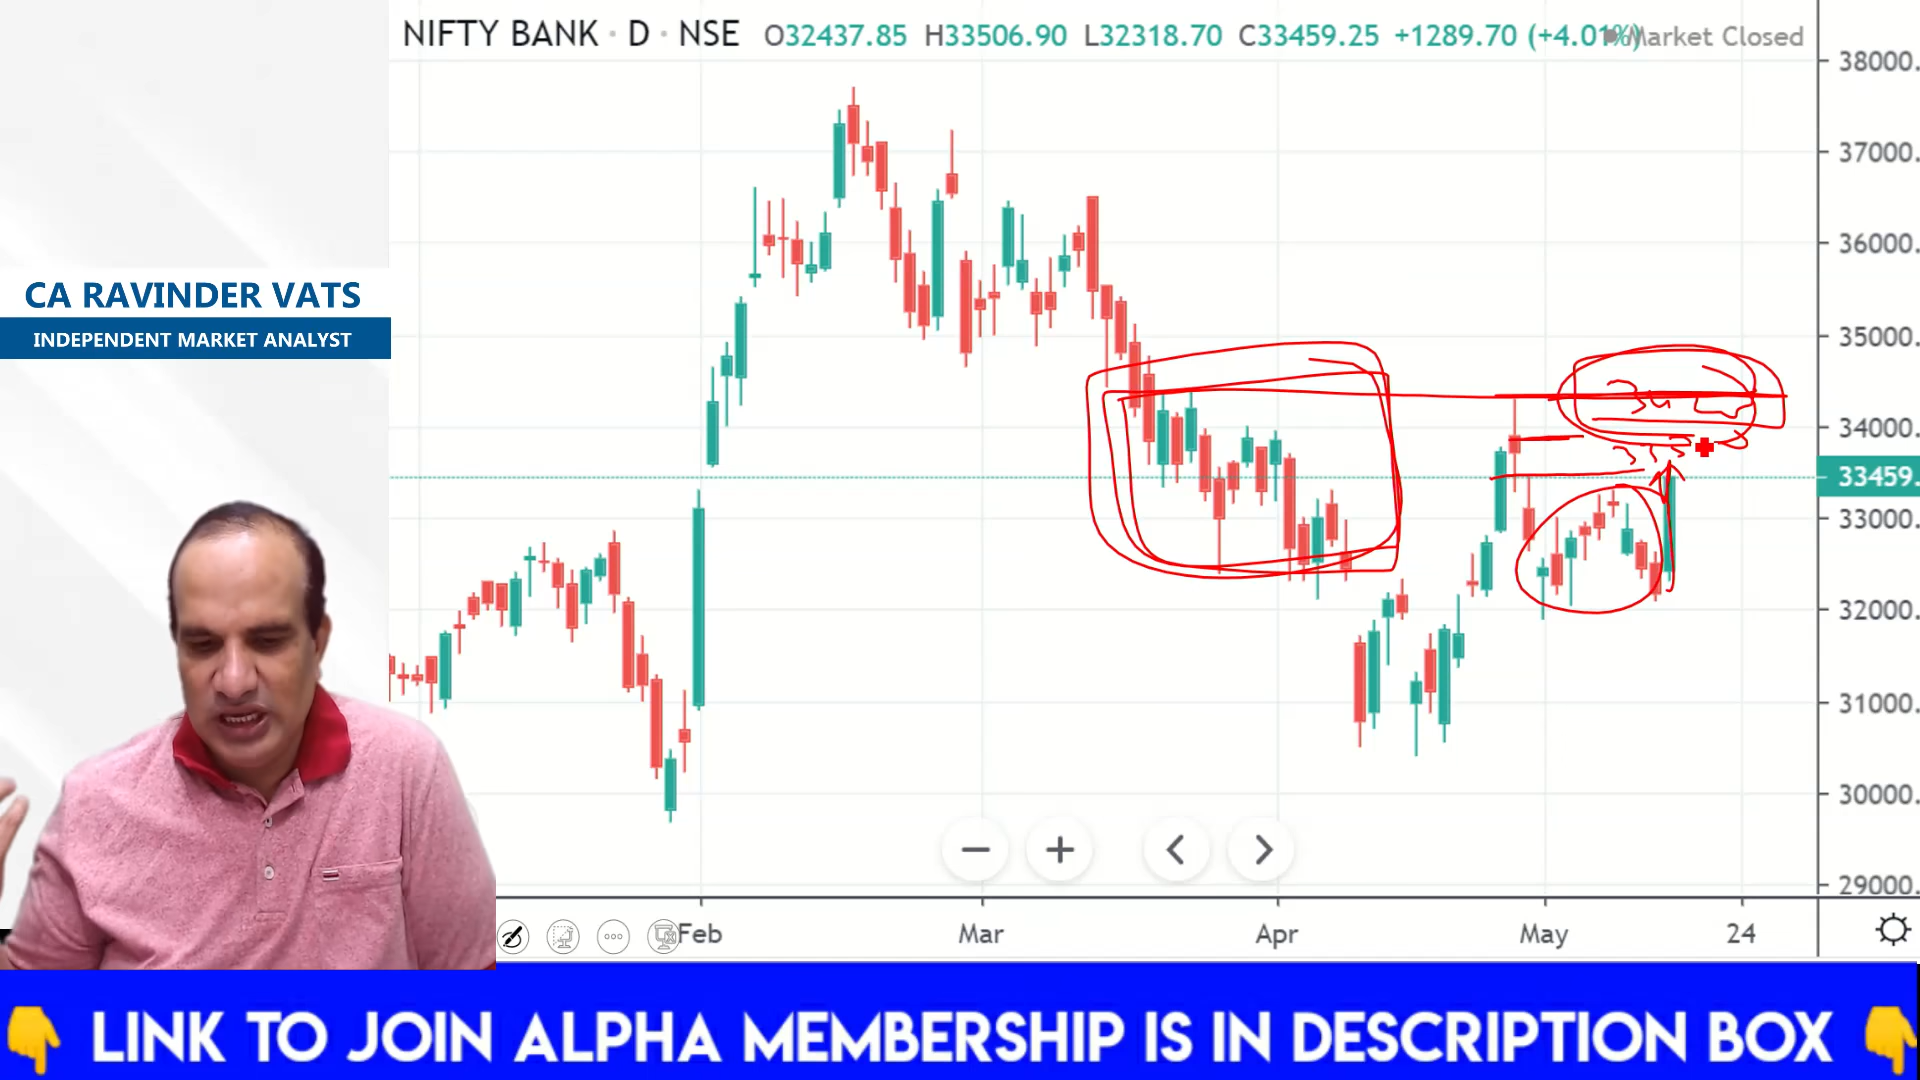 NIFTY BANK · D · NSE O32437.85 H33506.90 L32318.70 C33459.25 +1289.70 (+4.01%) Market Closed
38000.
37000.
36000.
35000.
34000.
33459.
33000.
32000.
31000.
30000.
29000.
CA RAVINDER VATS
INDEPENDENT MARKET ANALYST
Feb Mar Apr May 24
👇 LINK TO JOIN ALPHA MEMBERSHIP IS IN DESCRIPTION BOX 👇